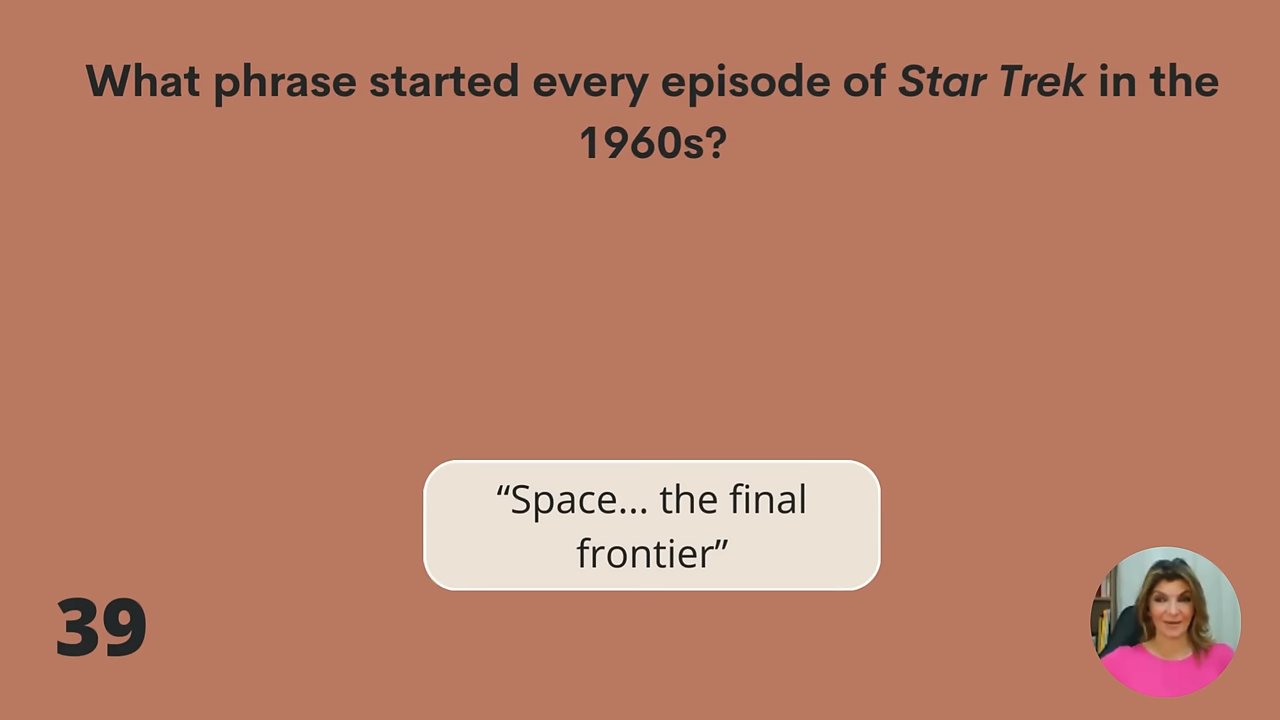 What phrase started every episode of Star Trek in the
1960s?
“Space... the final
frontier”
39